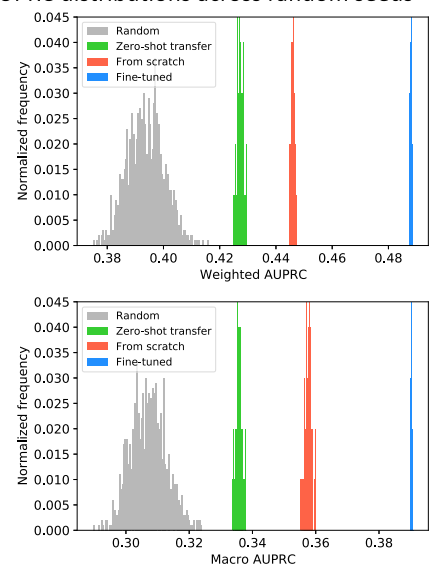 0.045
0.040
0.035
0.030
0.025
0.020
0.015
0.010
0.005
0.000
Normalized frequency
Random
Zero-shot transfer
From scratch
Fine-tuned
0.38 0.40 0.42 0.44 0.46 0.48
Weighted AUPRC
0.045
0.040
0.035
0.030
0.025
0.020
0.015
0.010
0.005
0.000
Normalized frequency
Random
Zero-shot transfer
From scratch
Fine-tuned
0.30 0.32 0.34 0.36 0.38
Macro AUPRC